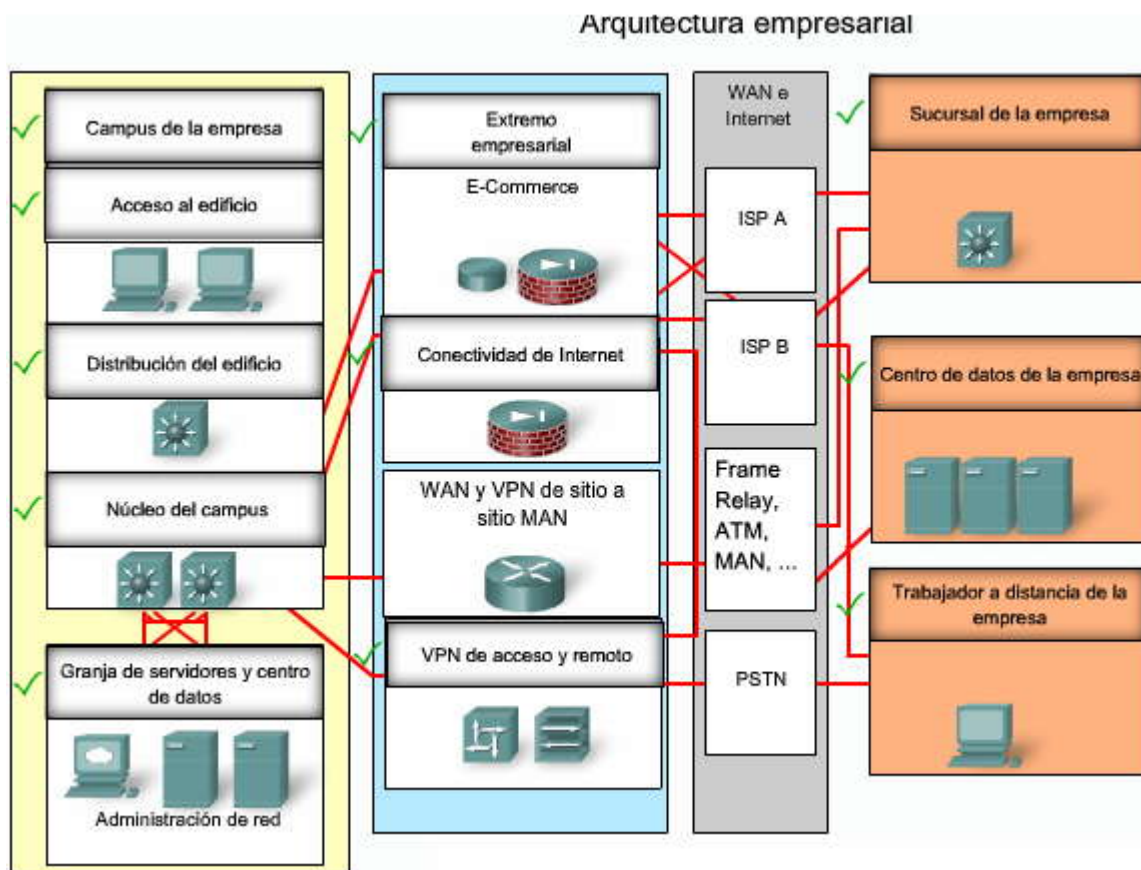 Arquitectura empresarial
Campus de la empresa
Acceso al edificio
Distribución del edificio
Núcleo del campus
Granja de servidores y centro
de datos
Administración de red
Extremo
empresarial
E-Commerce
Conectividad de Internet
WAN y VPN de sitio a
sitio MAN
VPN de acceso y remoto
WAN e
Internet
ISP A
ISP B
Frame
Relay,
ATM,
MAN, ...
PSTN
Sucursal de la empresa
Centro de datos de la empresa
Trabajador a distancia de la
empresa